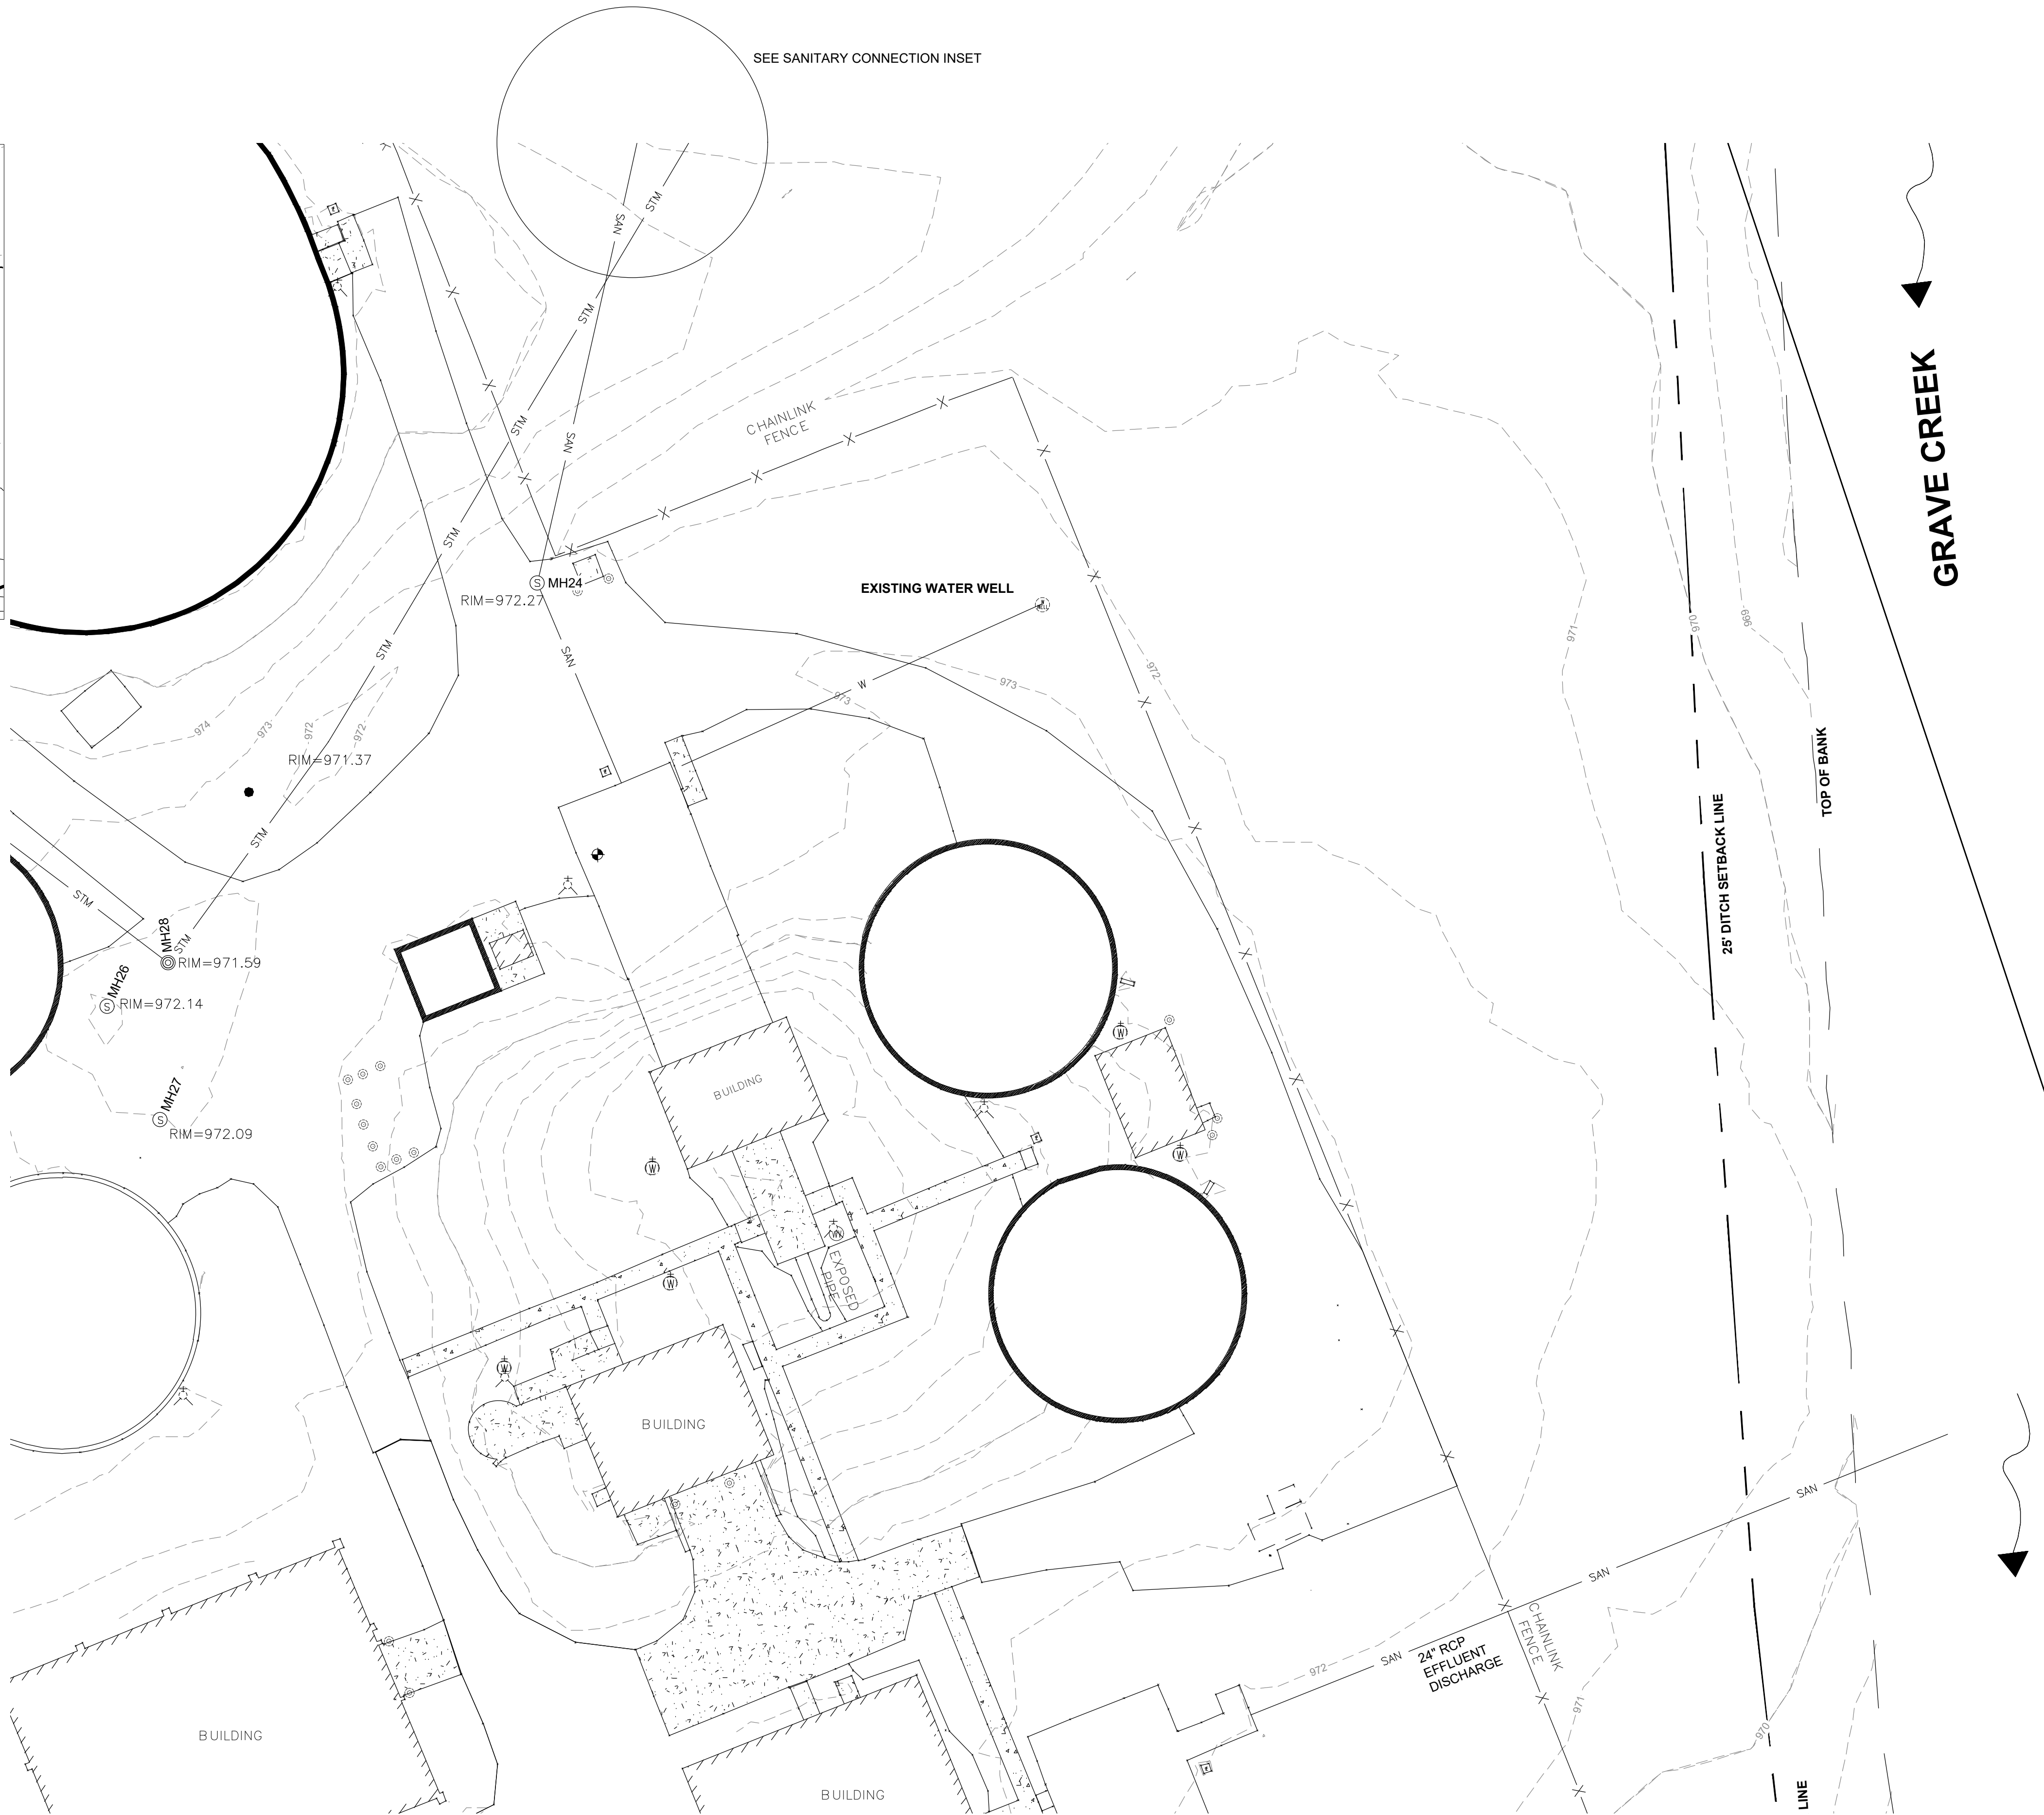 SEE SANITARY CONNECTION INSET
STM
SAN
STM
GRAVE CREEK
CHAINLINK
FENCE
STM
SAN
STM
MH24
RIM=972.27
EXISTING WATER WELL
WELL
STM
SAN
W
973
973
972
971
970
969
974
973
972
972
RIM=971.37
STM
TOP OF BANK
25' DITCH SETBACK LINE
STM
MH28
STM
RIM=971.59
MH26
S
RIM=972.14
MH27
S
RIM=972.09
BUILDING
W
W
W
W
W
W
EXPOSED
PIPE
BUILDING
SAN
SAN
CHAINLINK
FENCE
24" RCP
EFFLUENT
DISCHARGE
SAN
972
971
970
BUILDING
BUILDING
LINE